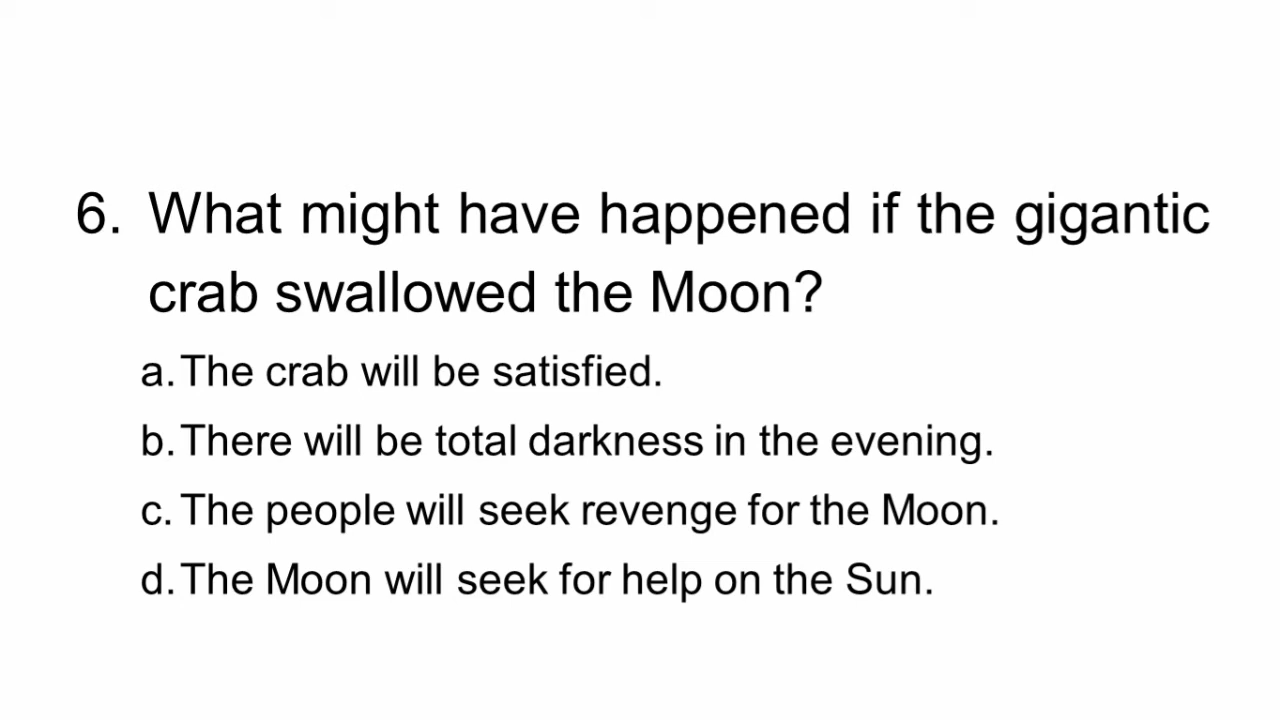 6. What might have happened if the gigantic
crab swallowed the Moon?
a. The crab will be satisfied.
b. There will be total darkness in the evening.
c. The people will seek revenge for the Moon.
d. The Moon will seek for help on the Sun.